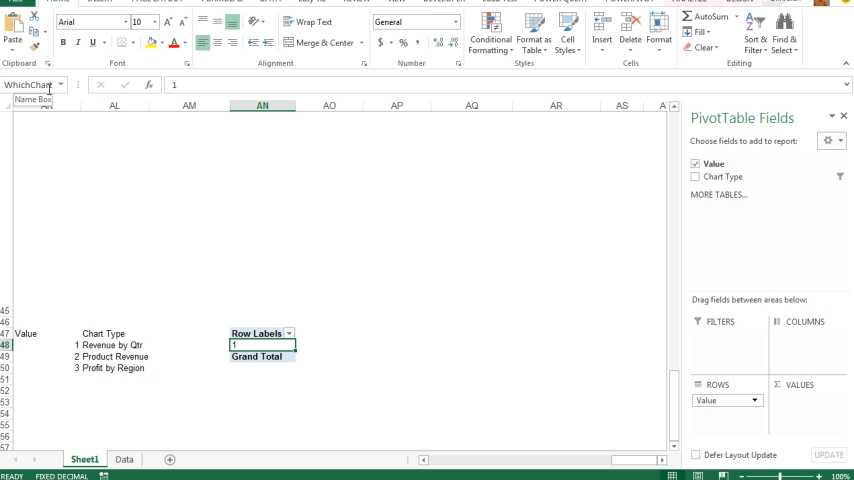 Arial 10 Wrap Text General AutoSum
Fill
Paste B I U Merge & Center $ % , Conditional Formatting Format as Table Cell Styles Insert Delete Format Clear Sort & Filter Find & Select
Clipboard Font Alignment Number Styles Cells Editing
WhichChart 1
Name Box
AL AM AN AO AP AQ AR AS
PivotTable Fields
Choose fields to add to report:
Value
Chart Type
MORE TABLES...
Drag fields between areas below:
FILTERS COLUMNS
ROWS Σ VALUES
Value
Defer Layout Update UPDATE
45
46
47 Value Chart Type Row Labels
48 1 Revenue by Qtr 1
49 2 Product Revenue Grand Total
50 3 Profit by Region
51
52
53
54
55
56
57
Sheet1 Data
READY FIXED DECIMAL 100%